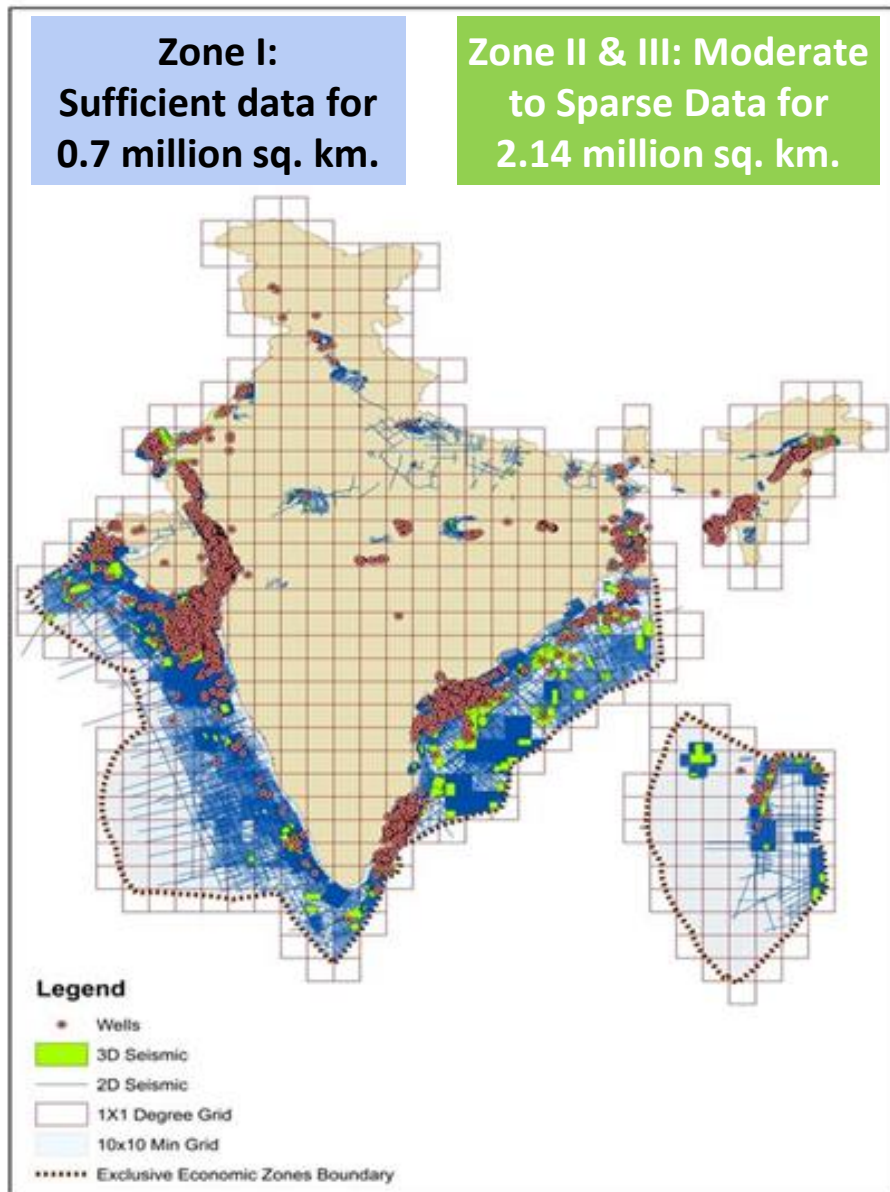 Zone I:
Sufficient data for
0.7 million sq. km.
Zone II & III: Moderate
to Sparse Data for
2.14 million sq. km.
Legend
Wells
3D Seismic
2D Seismic
1X1 Degree Grid
10x10 Min Grid
Exclusive Economic Zones Boundary